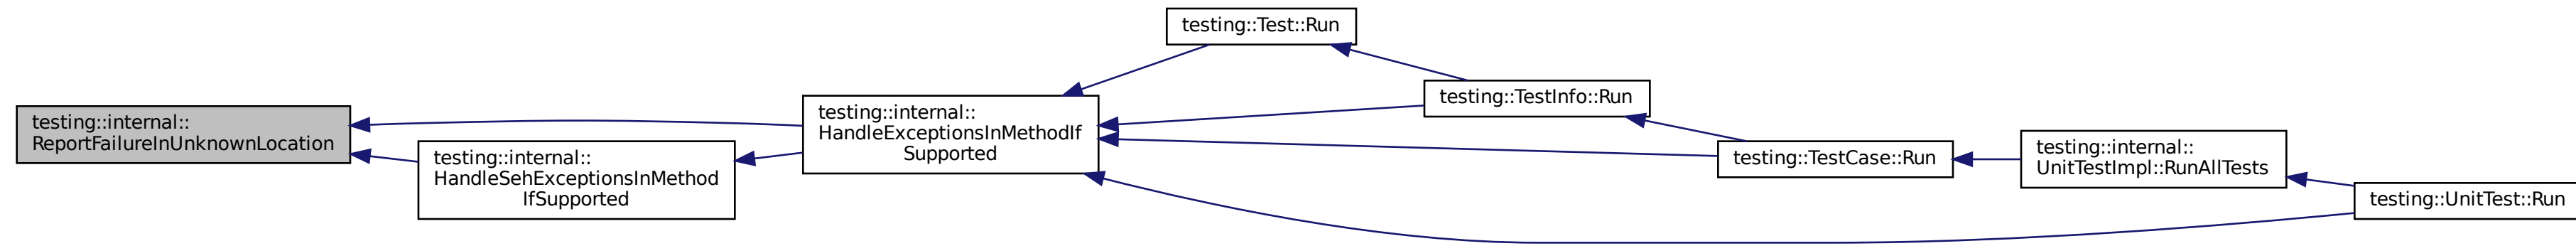 testing::internal::
ReportFailureInUnknownLocation
testing::internal::
HandleSehExceptionsInMethod
IfSupported
testing::internal::
HandleExceptionsInMethodIf
Supported
testing::Test::Run
testing::TestInfo::Run
testing::TestCase::Run
testing::internal::
UnitTestImpl::RunAllTests
testing::UnitTest::Run